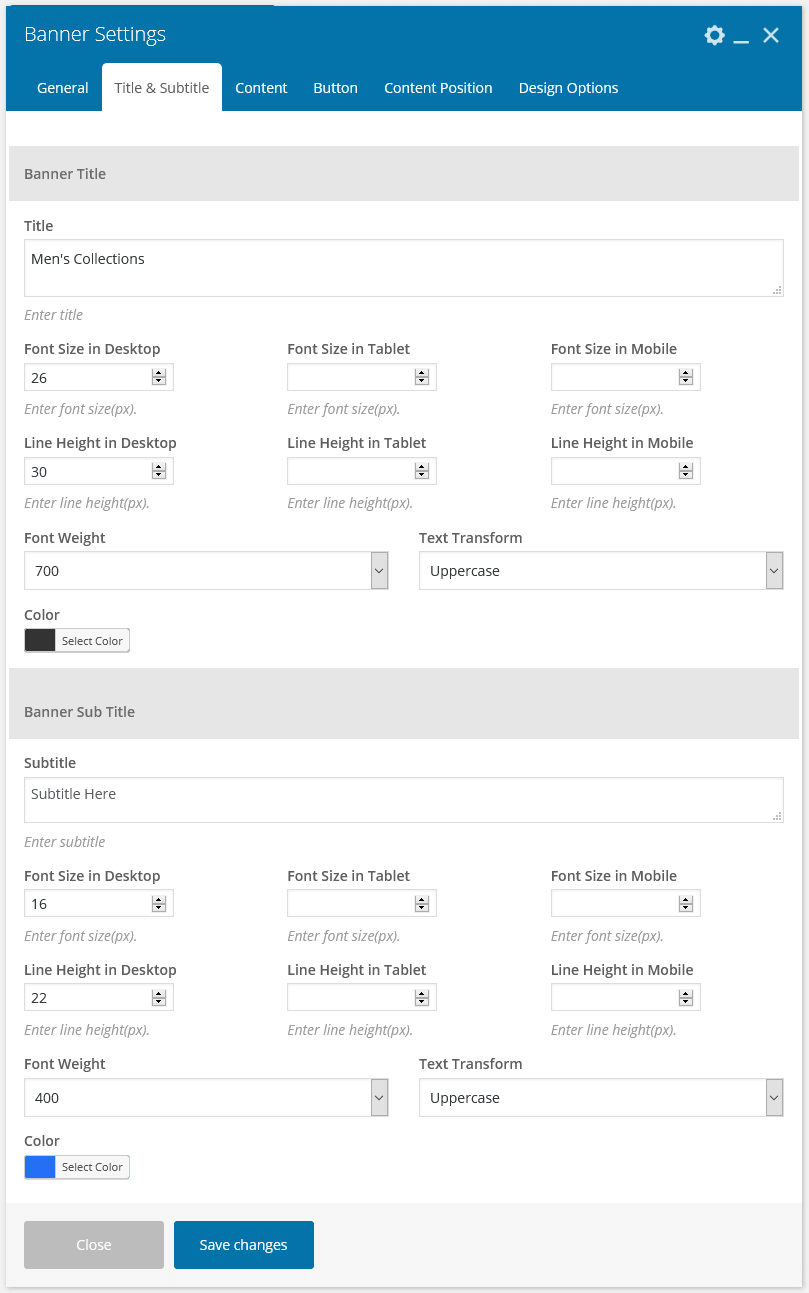 Banner Settings
General Title & Subtitle Content Button Content Position Design Options
Banner Title
Title
Men's Collections
Enter title
Font Size in Desktop Font Size in Tablet Font Size in Mobile
26
Enter font size(px). Enter font size(px). Enter font size(px).
Line Height in Desktop Line Height in Tablet Line Height in Mobile
30
Enter line height(px). Enter line height(px). Enter line height(px).
Font Weight Text Transform
700 Uppercase
Color
Select Color
Banner Sub Title
Subtitle
Subtitle Here
Enter subtitle
Font Size in Desktop Font Size in Tablet Font Size in Mobile
16
Enter font size(px). Enter font size(px). Enter font size(px).
Line Height in Desktop Line Height in Tablet Line Height in Mobile
22
Enter line height(px). Enter line height(px). Enter line height(px).
Font Weight Text Transform
400 Uppercase
Color
Select Color
Close Save changes